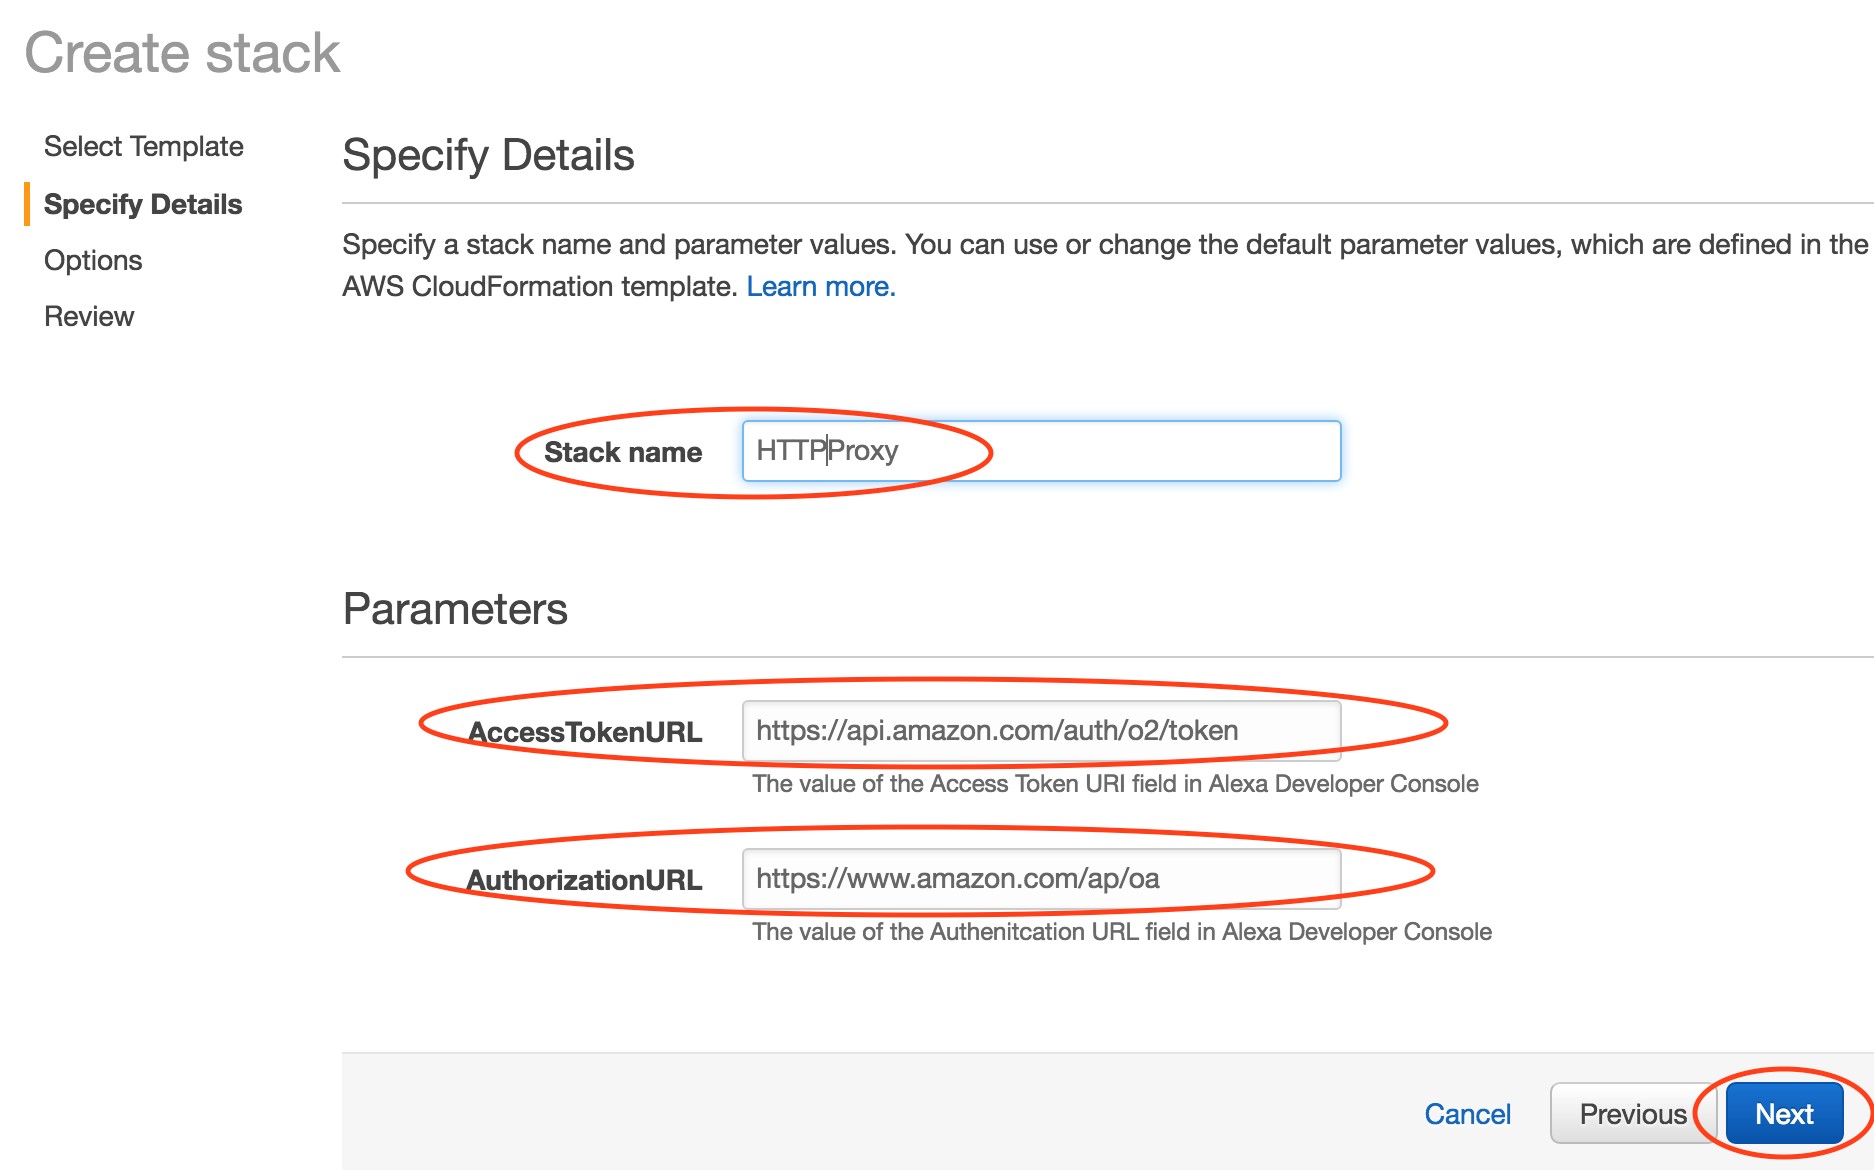 Create stack
Select Template
Specify Details
Options
Review
Specify Details
Specify a stack name and parameter values. You can use or change the default parameter values, which are defined in the
AWS CloudFormation template. Learn more.
Stack name HTTPProxy
Parameters
AccessTokenURL https://api.amazon.com/auth/o2/token
The value of the Access Token URI field in Alexa Developer Console
AuthorizationURL https://www.amazon.com/ap/oa
The value of the Authenitcation URL field in Alexa Developer Console
Cancel Previous Next